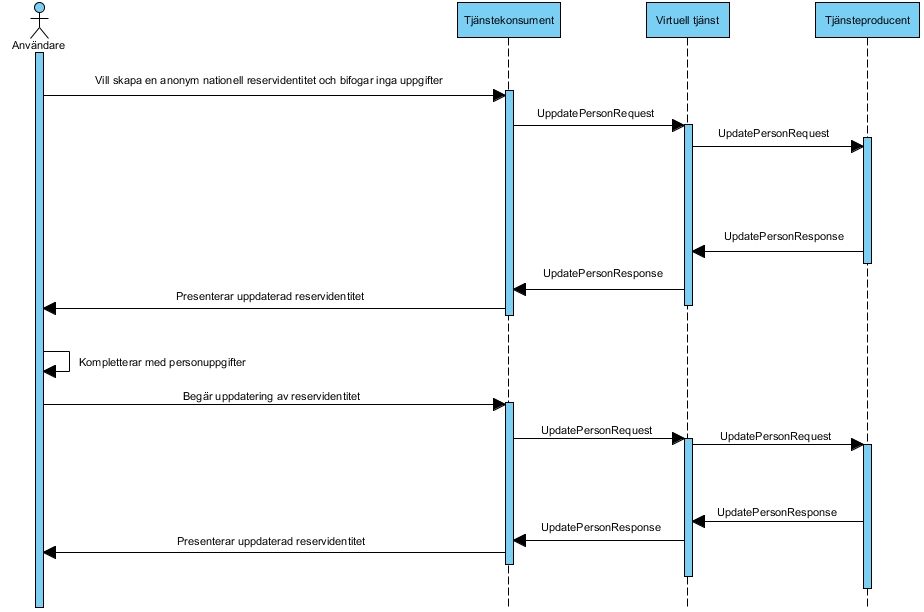 Tjänstekonsument
Virtuell tjänst
Tjänsteproducent
Användare
Vill skapa en anonym nationell reservidentitet och bifogar inga uppgifter
UppdatePersonRequest
UpdatePersonRequest
UpdatePersonResponse
UpdatePersonResponse
Presenterar uppdaterad reservidentitet
Kompletterar med personuppgifter
Begär uppdatering av reservidentitet
UpdatePersonRequest
UpdatePersonRequest
UpdatePersonResponse
UpdatePersonResponse
Presenterar uppdaterad reservidentitet